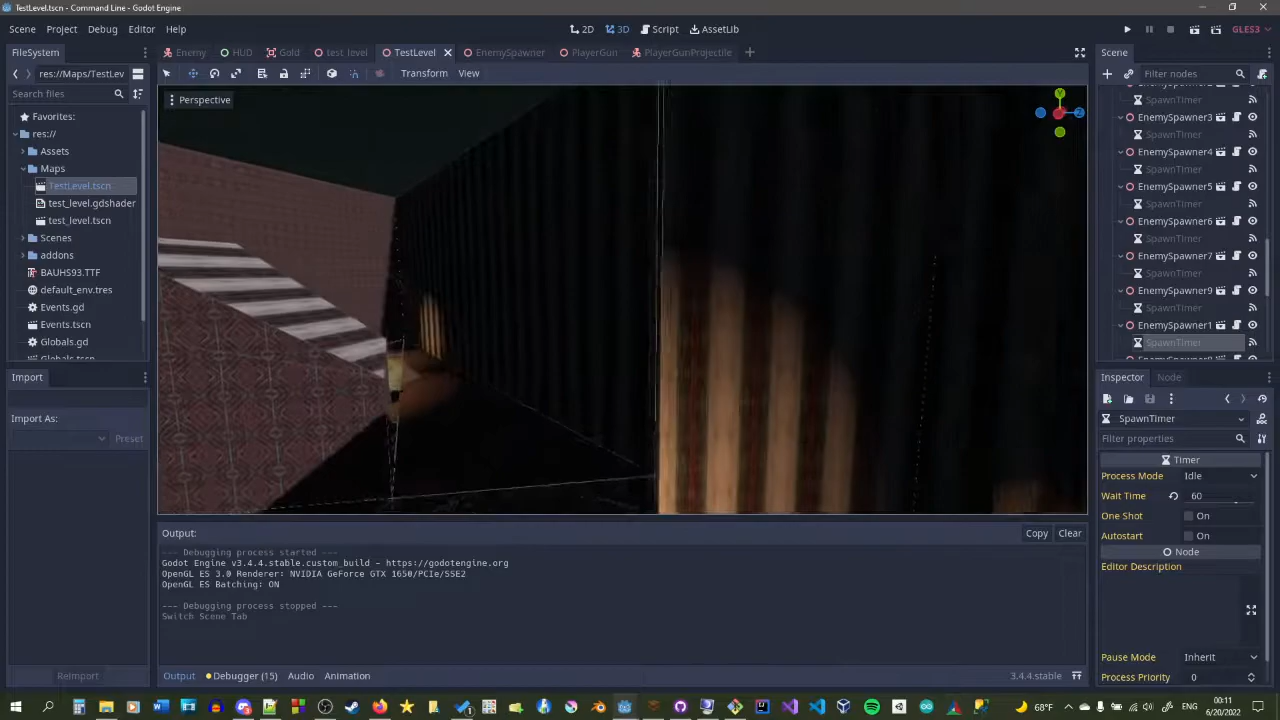 TestLevel.tscn - Command Line - Godot Engine
Scene Project Debug Editor Help
2D 3D Script AssetLib
GLES3
FileSystem
res://Maps/TestLev
Search files
Favorites:
res://
Assets
Maps
TestLevel.tscn
test_level.gdshader
test_level.tscn
Scenes
addons
BAUHS93.TTF
default_env.tres
Events.gd
Events.tscn
Globals.gd
Globals.tscn
Import
Import As:
Preset
Reimport
Enemy HUD Gold test_level TestLevel EnemySpawner PlayerGun PlayerGunProjectile
Transform View
Perspective
Y
Z
Output:
Copy Clear
--- Debugging process started ---
Godot Engine v3.4.4.stable.custom_build - https://godotengine.org
OpenGL ES 3.0 Renderer: NVIDIA GeForce GTX 1650/PCIe/SSE2
OpenGL ES Batching: ON
--- Debugging process stopped ---
Switch Scene Tab
Output Debugger (15) Audio Animation
3.4.4.stable
Scene
Filter nodes
SpawnTimer
EnemySpawner3
SpawnTimer
EnemySpawner4
SpawnTimer
EnemySpawner5
SpawnTimer
EnemySpawner6
SpawnTimer
EnemySpawner7
SpawnTimer
EnemySpawner9
SpawnTimer
EnemySpawner1
SpawnTimer
Inspector Node
SpawnTimer
Filter properties
Timer
Process Mode Idle
Wait Time 60
One Shot On
Autostart On
Node
Editor Description
Pause Mode Inherit
Process Priority 0
68°F
00:11
6/20/2022